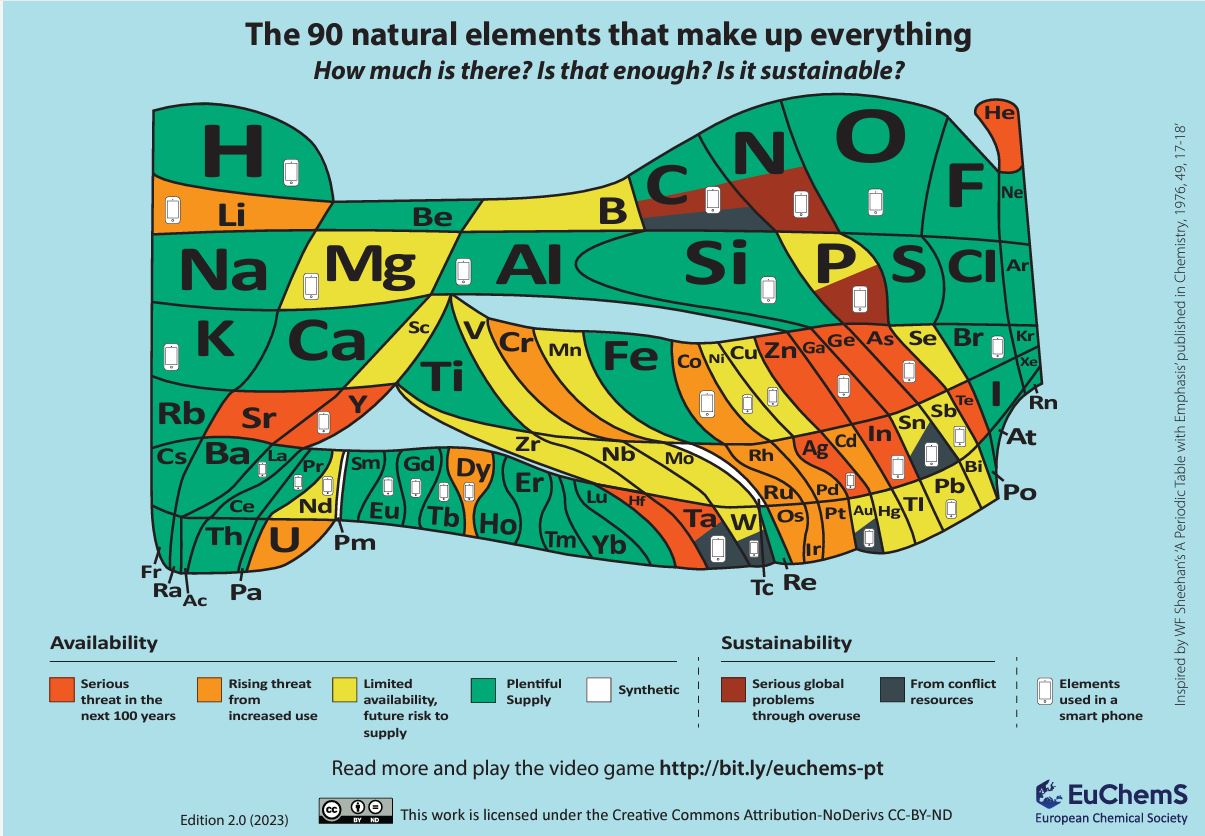 The 90 natural elements that make up everything
How much is there? Is that enough? Is it sustainable?
H
He
Li
Be
B
C
N
O
F
Ne
Na
Mg
Al
Si
P
S
Cl
Ar
K
Ca
Sc
Ti
V
Cr
Mn
Fe
Co
Ni
Cu
Zn
Ga
Ge
As
Se
Br
Kr
Rb
Sr
Y
Zr
Nb
Mo
Tc
Ru
Rh
Pd
Ag
Cd
In
Sn
Sb
Te
I
Xe
Cs
Ba
La
Ce
Pr
Nd
Pm
Sm
Eu
Gd
Tb
Dy
Ho
Er
Tm
Yb
Lu
Hf
Ta
W
Re
Os
Ir
Pt
Au
Hg
Tl
Pb
Bi
Po
At
Rn
Fr
Ra
Ac
Th
Pa
U
Availability
Serious
threat in the
next 100 years
Rising threat
from
increased use
Limited
availability,
future risk to
supply
Plentiful
Supply
Synthetic
Sustainability
Serious global
problems
through overuse
From conflict
resources
Elements
used in a
smart phone
Read more and play the video game http://bit.ly/euchems-pt
Edition 2.0 (2023)
cc
BY ND
This work is licensed under the Creative Commons Attribution-NoDerivs CC-BY-ND
EuChemS
European Chemical Society
Inspired by WF Sheehan's 'A Periodic Table with Emphasis' published in Chemistry, 1976, 49, 17-18'